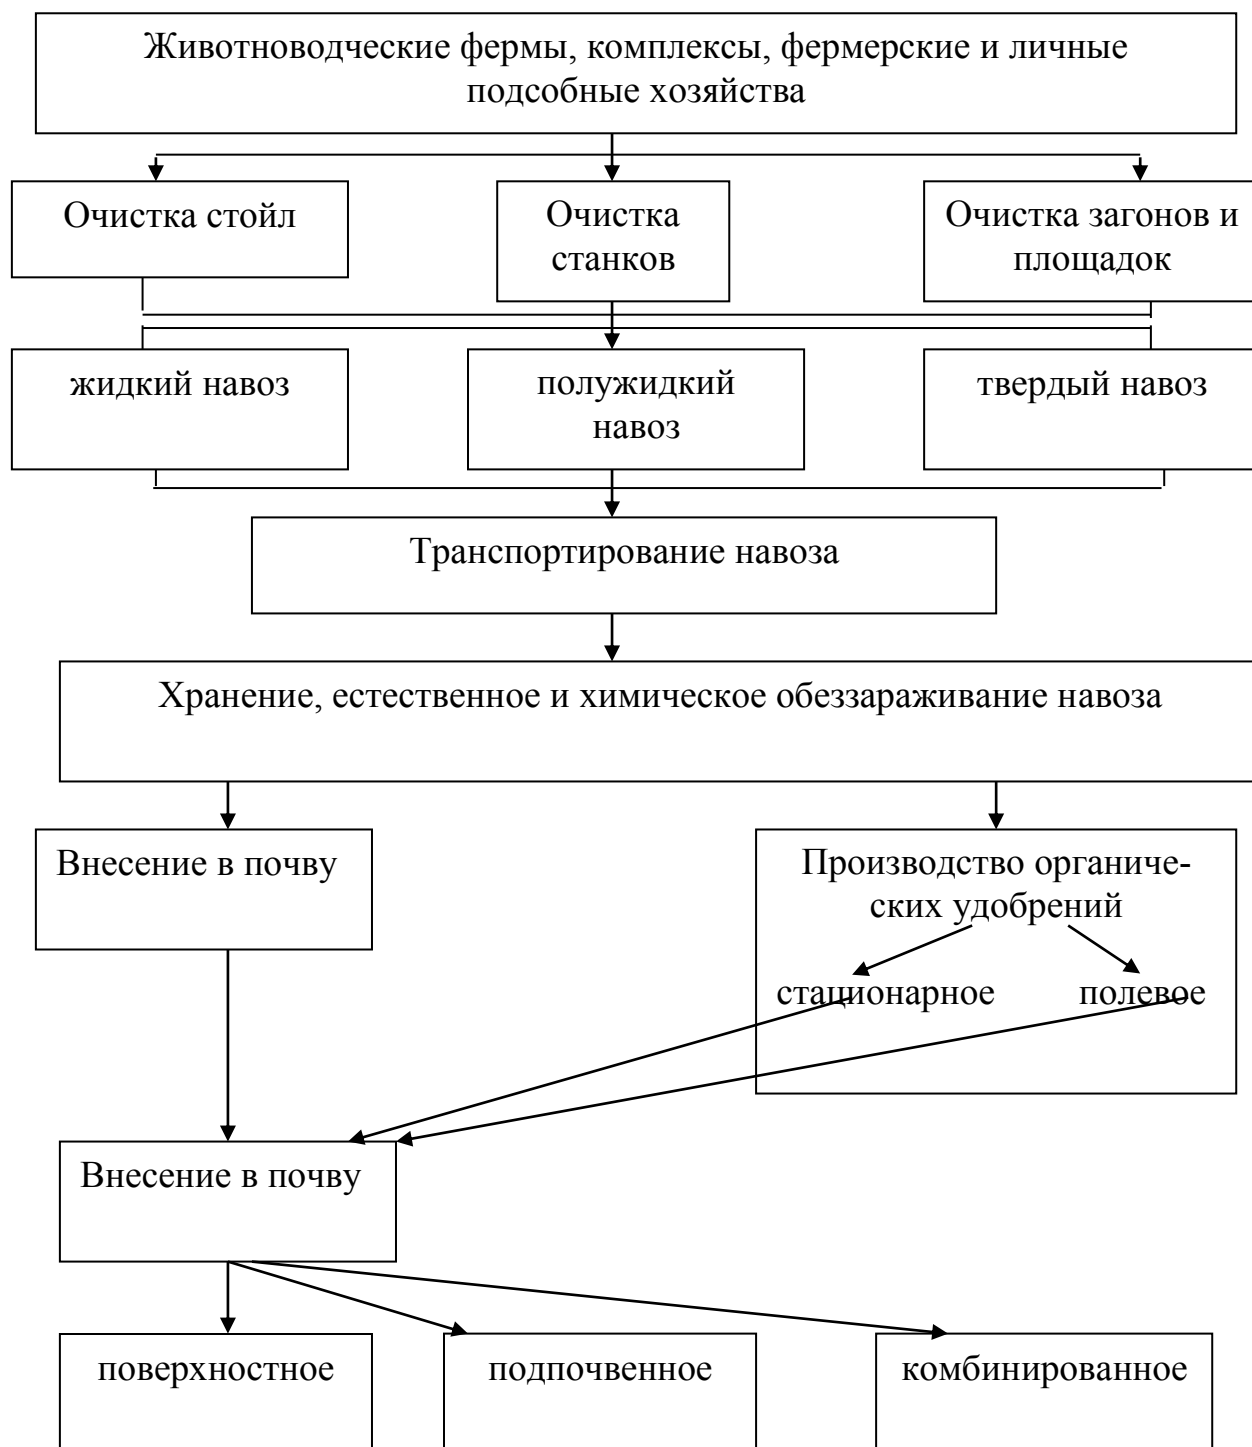 Животноводческие фермы, комплексы, фермерские и личные
подсобные хозяйства
Очистка стойл
Очистка
станков
Очистка загонов и
площадок
жидкий навоз
полужидкий
навоз
твердый навоз
Транспортирование навоза
Хранение, естественное и химическое обеззараживание навоза
Внесение в почву
Производство органиче-
ских удобрений
стационарное
полевое
Внесение в почву
поверхностное
подпочвенное
комбинированное